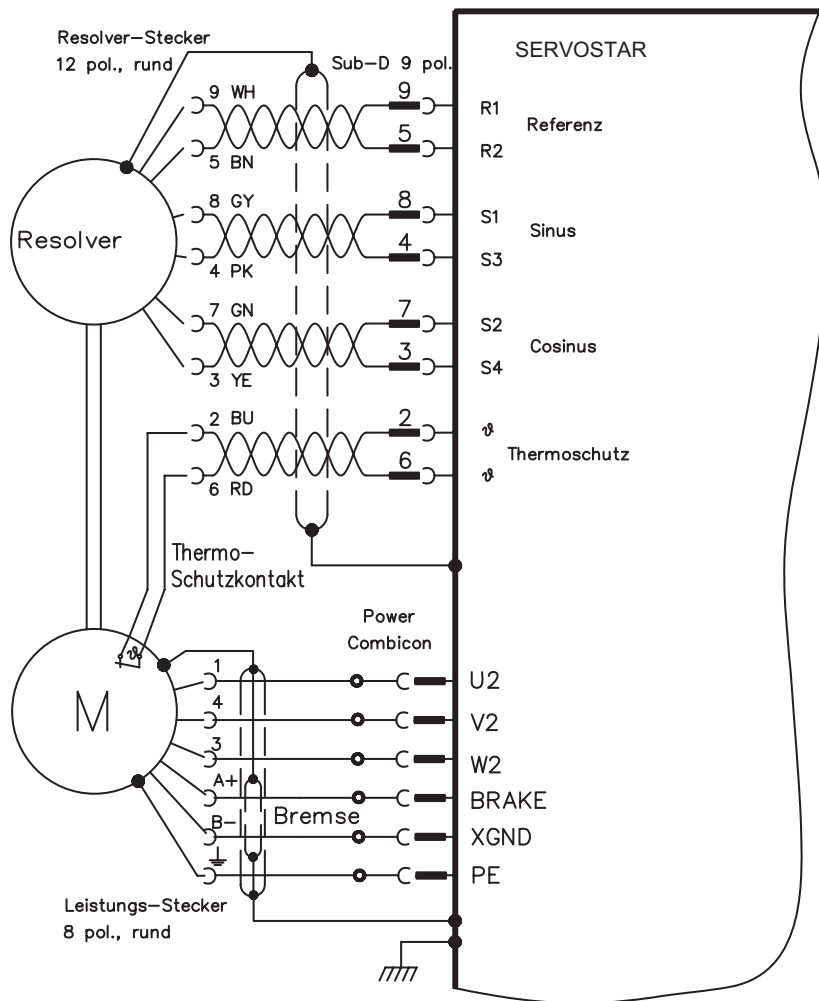 Resolver-Stecker
12 pol., rund
Sub-D 9 pol.
SERVOSTAR
9 WH
9
R1
Referenz
5 BN
5
R2
Resolver
8 GY
8
S1
Sinus
4 PK
4
S3
7 GN
7
S2
Cosinus
3 YE
3
S4
2 BU
2
ϑ
Thermoschutz
6 RD
6
ϑ
Thermo-
Schutzkontakt
Power
Combicon
ϑ
M
1
U2
4
V2
3
W2
A+
BRAKE
Bremse
B-
XGND
PE
Leistungs-Stecker
8 pol., rund